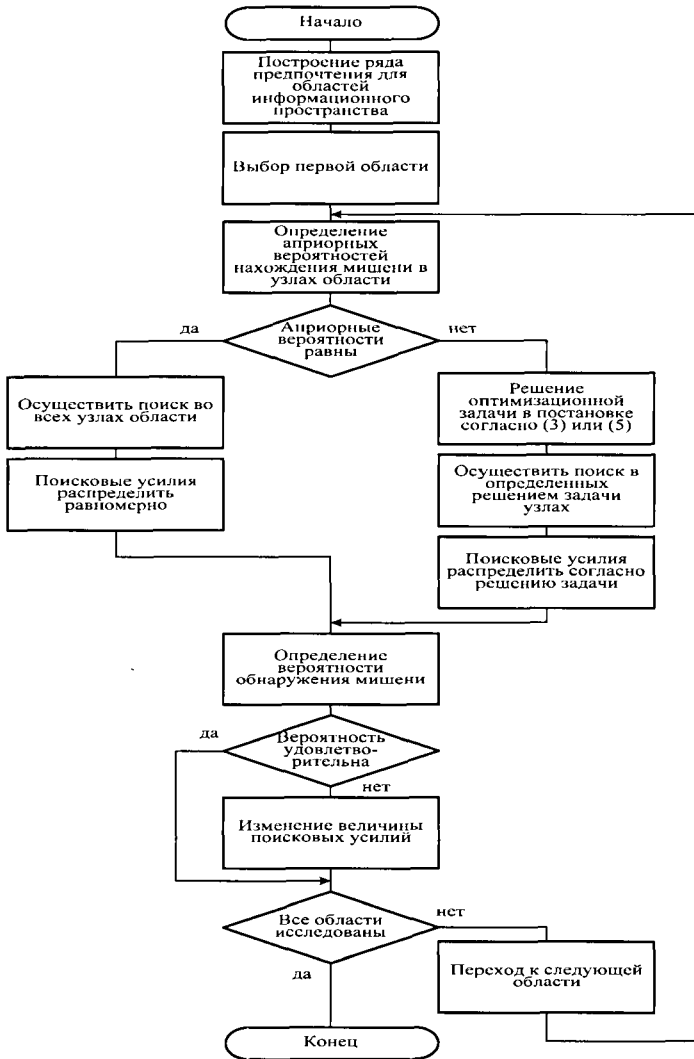 Начало
Построение ряда
предпочтения для
областей
информационного
пространства
Выбор первой области
Определение
априорных
вероятностей
нахождения мишени в
узлах области
да
Априорные
вероятности
равны
нет
Осуществить поиск во
всех узлах области
Поисковые усилия
распределить
равномерно
Решение
оптимизационной
задачи в постановке
согласно (3) или (5)
Осуществить поиск в
определенных
решением задачи
узлах
Поисковые усилия
распределить согласно
решению задачи
Определение
вероятности
обнаружения мишени
да
Вероятность
удовлетво-
рительна
нет
Изменение величины
поисковых усилий
Все области
исследованы
нет
да
Переход к следующей
области
Конец